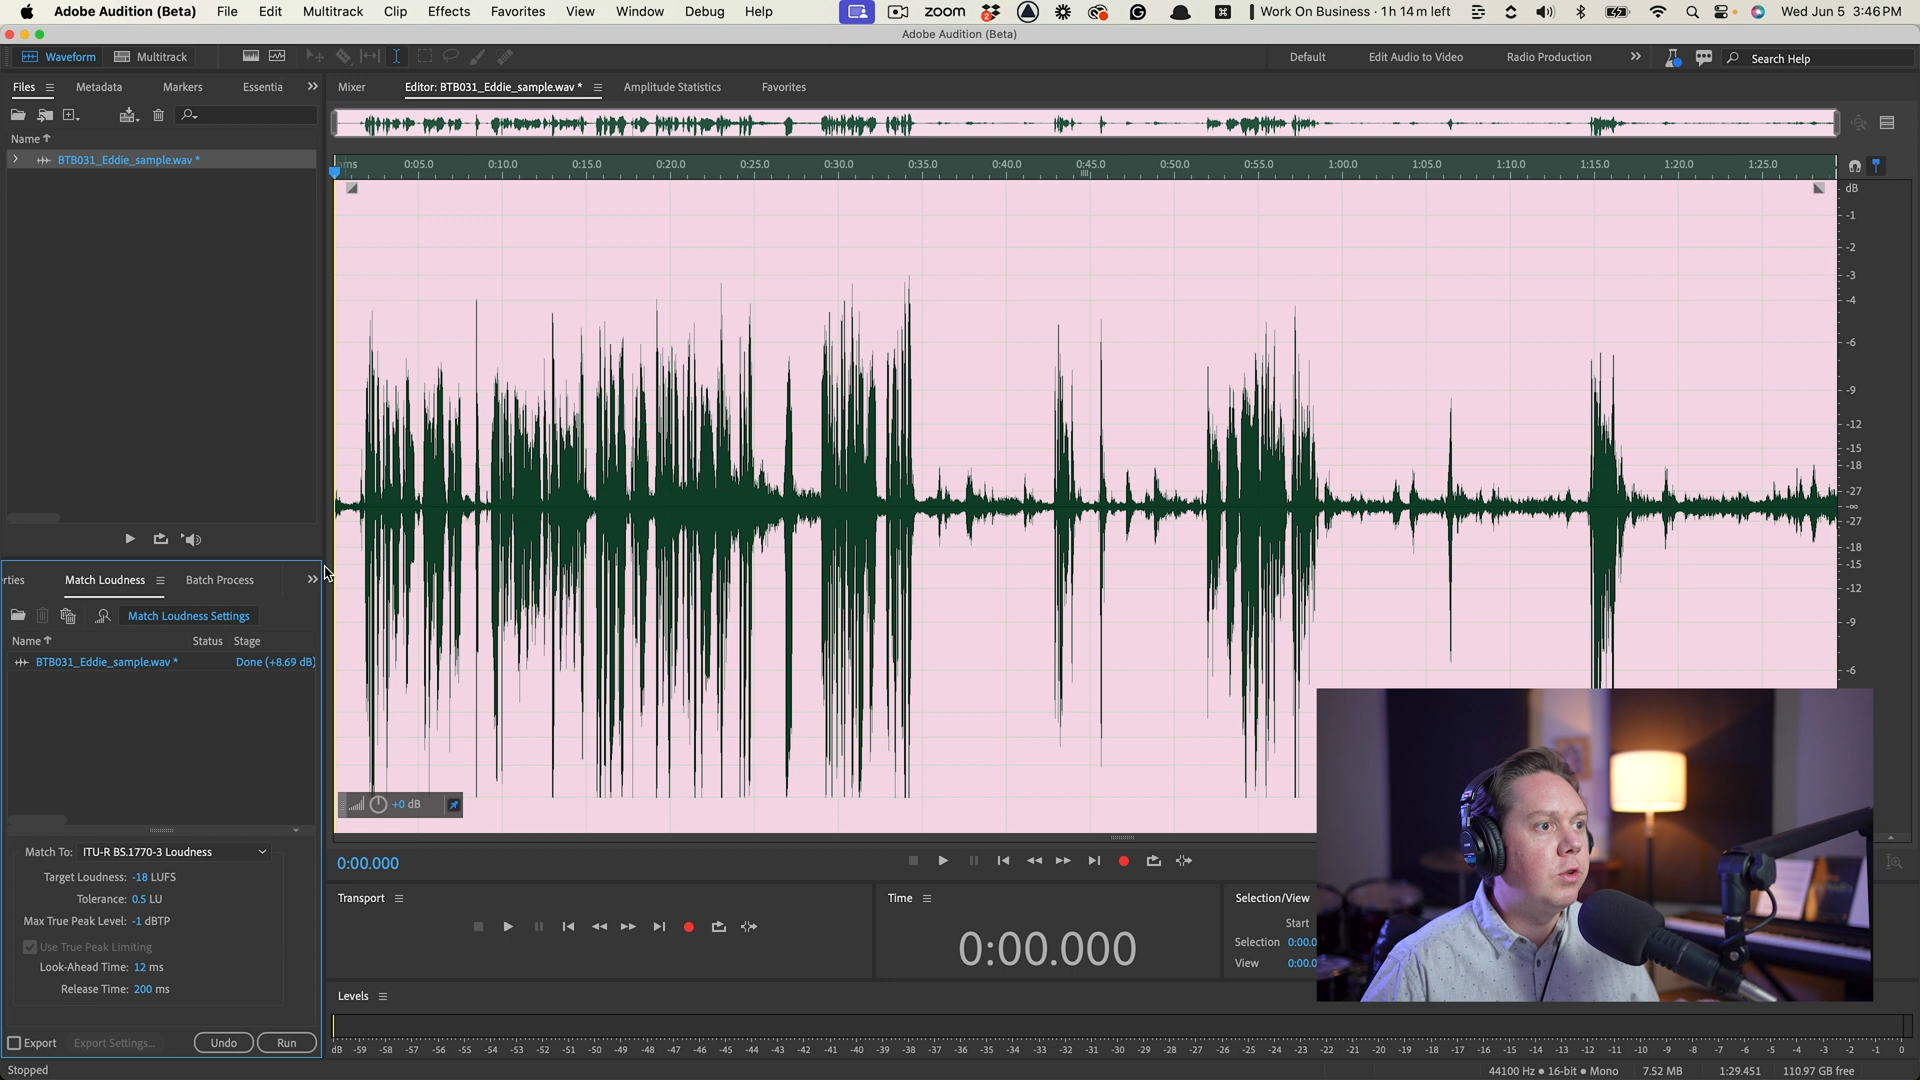 Adobe Audition (Beta) File Edit Multitrack Clip Effects Favorites View Window Debug Help zoom Work On Business · 1h 14m left Wed Jun 5 3:46 PM
Adobe Audition (Beta)
Waveform Multitrack Default Edit Audio to Video Radio Production Search Help
Files Metadata Markers Essentia Mixer Editor: BTB031_Eddie_sample.wav * Amplitude Statistics Favorites
Name
BTB031_Eddie_sample.wav *
hms 0:05.0 0:10.0 0:15.0 0:20.0 0:25.0 0:30.0 0:35.0 0:40.0 0:45.0 0:50.0 0:55.0 1:00.0 1:05.0 1:10.0 1:15.0 1:20.0 1:25.0
dB
-1
-2
-3
-4
-6
-9
-12
-15
-18
-27
-∞
-27
-18
-15
-12
-9
-6
rties Match Loudness Batch Process
Match Loudness Settings
Name Status Stage
BTB031_Eddie_sample.wav * Done (+8.69 dB)
+0 dB
Match To: ITU-R BS.1770-3 Loudness
Target Loudness: -18 LUFS
Tolerance: 0.5 LU
Max True Peak Level: -1 dBTP
Use True Peak Limiting
Look-Ahead Time: 12 ms
Release Time: 200 ms
Export Export Settings... Undo Run
0:00.000
Transport Time Selection/View
0:00.000
Start
Selection 0:00.0
View 0:00.0
Levels
dB -59 -58 -57 -56 -55 -54 -53 -52 -51 -50 -49 -48 -47 -46 -45 -44 -43 -42 -41 -40 -39 -38 -37 -36 -35 -34 -33 -32 -31 -30 -29 -28 -27 -26 -25 -24 -23 -22 -21 -20 -19 -18 -17 -16 -15 -14 -13 -12 -11 -10 -9 -8 -7 -6 -5 -4 -3 -2 -1 0
Stopped 44100 Hz • 16-bit • Mono 7.52 MB 1:29.451 110.97 GB free